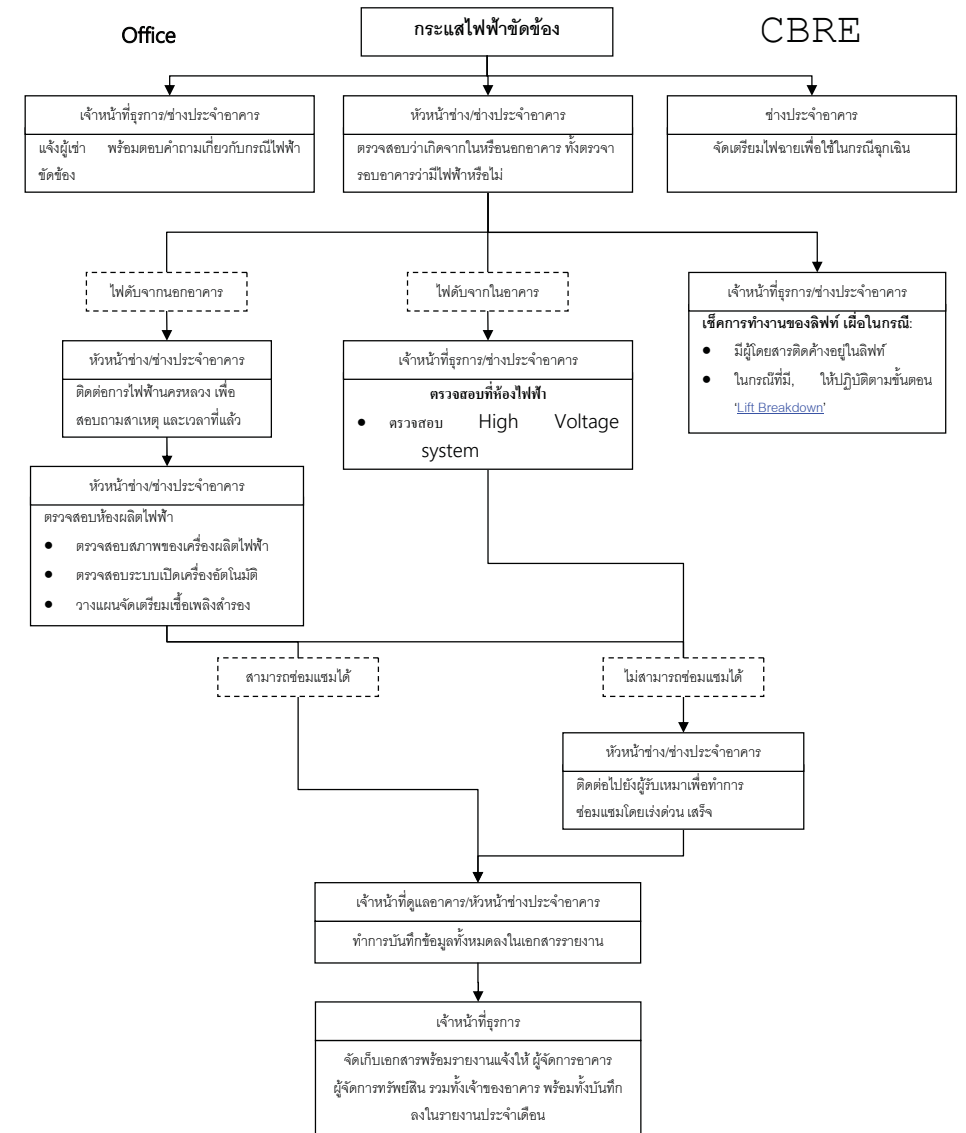 Office
กระแสไฟฟ้าขัดข้อง
CBRE
เจ้าหน้าที่ธุรการ/ช่างประจำอาคาร
แจ้งผู้เช่า พร้อมตอบคำถามเกี่ยวกับกรณีไฟฟ้า
ขัดข้อง
หัวหน้าช่าง/ช่างประจำอาคาร
ตรวจสอบว่าเกิดจากในหรือนอกอาคาร ทั้งตรวจา
รอบอาคารว่ามีไฟฟ้าหรือไม่
ช่างประจำอาคาร
จัดเตรียมไฟฉายเพื่อใช้ในกรณีฉุกเฉิน
ไฟดับจากนอกอาคาร
ไฟดับจากในอาคาร
เจ้าหน้าที่ธุรการ/ช่างประจำอาคาร
เช็คการทำงานของลิฟท์ เผื่อในกรณี:
● มีผู้โดยสารติดค้างอยู่ในลิฟท์
● ในกรณีที่มี, ให้ปฏิบัติตามขั้นตอน
'Lift Breakdown'
หัวหน้าช่าง/ช่างประจำอาคาร
ติดต่อการไฟฟ้านครหลวง เพื่อ
สอบถามสาเหตุ และเวลาที่แล้ว
เจ้าหน้าที่ธุรการ/ช่างประจำอาคาร
ตรวจสอบที่ห้องไฟฟ้า
● ตรวจสอบ High Voltage
system
หัวหน้าช่าง/ช่างประจำอาคาร
ตรวจสอบห้องผลิตไฟฟ้า
● ตรวจสอบสภาพของเครื่องผลิตไฟฟ้า
● ตรวจสอบระบบเปิดเครื่องอัตโนมัติ
● วางแผนจัดเตรียมเชื้อเพลิงสำรอง
สามารถซ่อมแซมได้
ไม่สามารถซ่อมแซมได้
หัวหน้าช่าง/ช่างประจำอาคาร
ติดต่อไปยังผู้รับเหมาเพื่อทำการ
ซ่อมแซมโดยเร่งด่วน เสร็จ
เจ้าหน้าที่ดูแลอาคาร/หัวหน้าช่างประจำอาคาร
ทำการบันทึกข้อมูลทั้งหมดลงในเอกสารรายงาน
เจ้าหน้าที่ธุรการ
จัดเก็บเอกสารพร้อมรายงานแจ้งให้ ผู้จัดการอาคาร
ผู้จัดการทรัพย์สิน รวมทั้งเจ้าของอาคาร พร้อมทั้งบันทึก
ลงในรายงานประจำเดือน